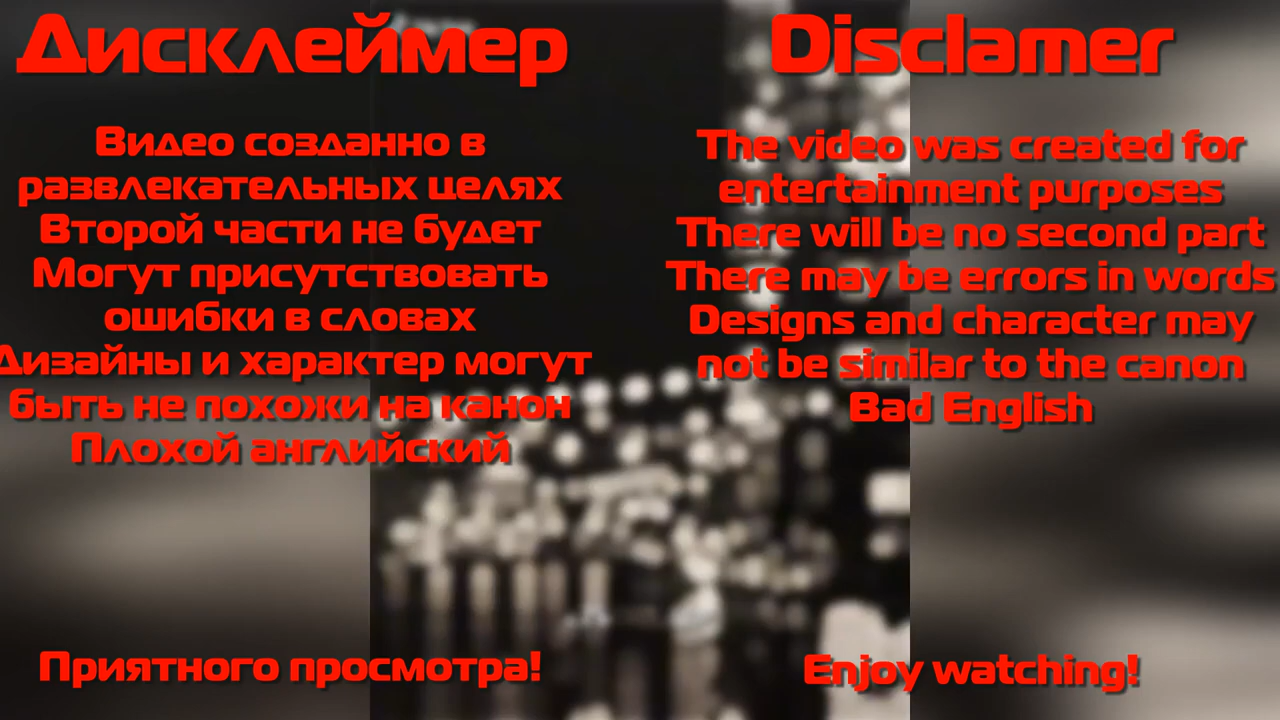 Дисклеймер
Видео созданно в
развлекательных целях
Второй части не будет
Могут присутствовать
ошибки в словах
Дизайны и характер могут
быть не похожи на канон
Плохой английский
Приятного просмотра!
Disclamer
The video was created for
entertainment purposes
There will be no second part
There may be errors in words
Designs and character may
not be similar to the canon
Bad English
Enjoy watching!